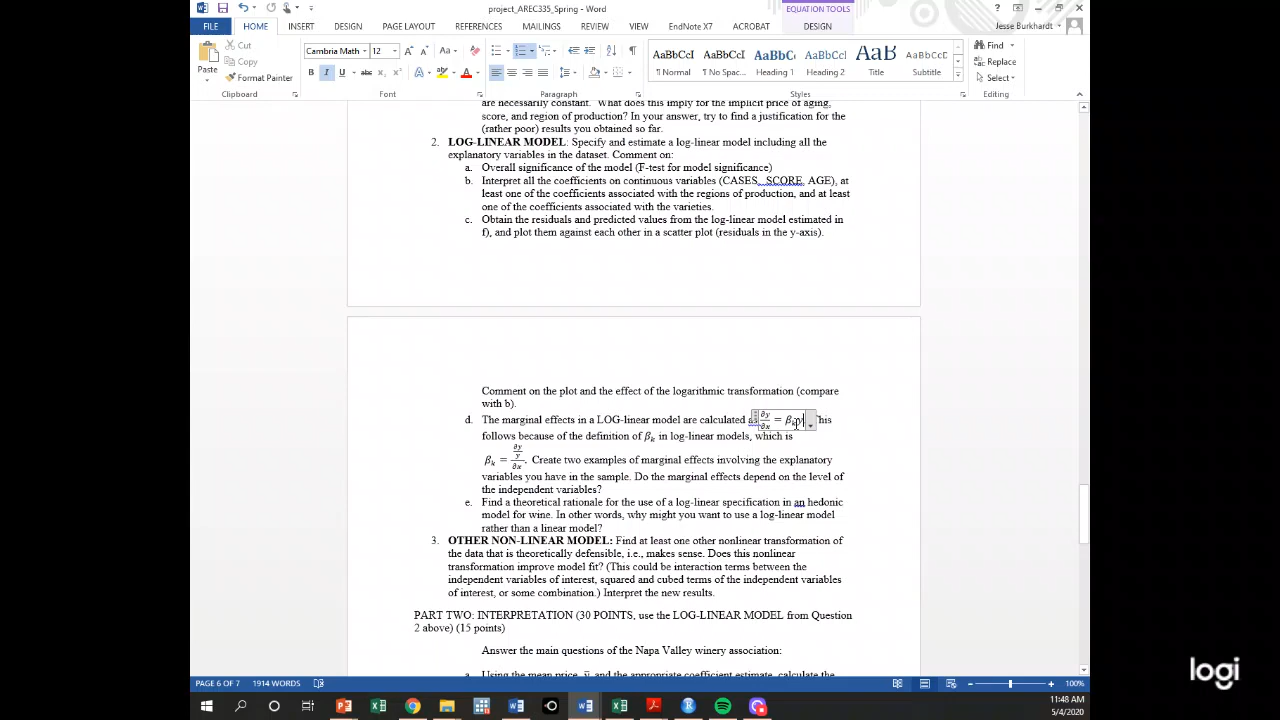 project_AREC335_Spring - Word
EQUATION TOOLS
FILE HOME INSERT DESIGN PAGE LAYOUT REFERENCES MAILINGS REVIEW VIEW EndNote X7 ACROBAT DESIGN
Jesse Burkhardt
Paste
Cut
Copy
Format Painter
Cambria Math 12
AaBbCcI AaBbCcI AaBbC AaBbCcI AaB AaBbCcI
¶ Normal ¶ No Spac... Heading 1 Heading 2 Title Subtitle
Find
Replace
Select
Clipboard Font Paragraph Styles Editing
are necessarily constant. What does this imply for the implicit price of aging,
score, and region of production? In your answer, try to find a justification for the
(rather poor) results you obtained so far.
2. LOG-LINEAR MODEL: Specify and estimate a log-linear model including all the
explanatory variables in the dataset. Comment on:
a. Overall significance of the model (F-test for model significance)
b. Interpret all the coefficients on continuous variables (CASES, SCORE, AGE), at
least one of the coefficients associated with the regions of production, and at least
one of the coefficients associated with the varieties.
c. Obtain the residuals and predicted values from the log-linear model estimated in
f), and plot them against each other in a scatter plot (residuals in the y-axis).
Comment on the plot and the effect of the logarithmic transformation (compare
with b).
d. The marginal effects in a LOG-linear model are calculated as ∂y/∂x = βₖy This
follows because of the definition of βₖ in log-linear models, which is
βₖ = (∂y/y)/∂x. Create two examples of marginal effects involving the explanatory
variables you have in the sample. Do the marginal effects depend on the level of
the independent variables?
e. Find a theoretical rationale for the use of a log-linear specification in an hedonic
model for wine. In other words, why might you want to use a log-linear model
rather than a linear model?
3. OTHER NON-LINEAR MODEL: Find at least one other nonlinear transformation of
the data that is theoretically defensible, i.e., makes sense. Does this nonlinear
transformation improve model fit? (This could be interaction terms between the
independent variables of interest, squared and cubed terms of the independent variables
of interest, or some combination.) Interpret the new results.
PART TWO: INTERPRETATION (30 POINTS, use the LOG-LINEAR MODEL from Question
2 above) (15 points)
Answer the main questions of the Napa Valley winery association:
a. Using the mean price, ȳ, and the appropriate coefficient estimate, calculate the
PAGE 6 OF 7 1914 WORDS 100%
logi
11:48 AM
5/4/2020